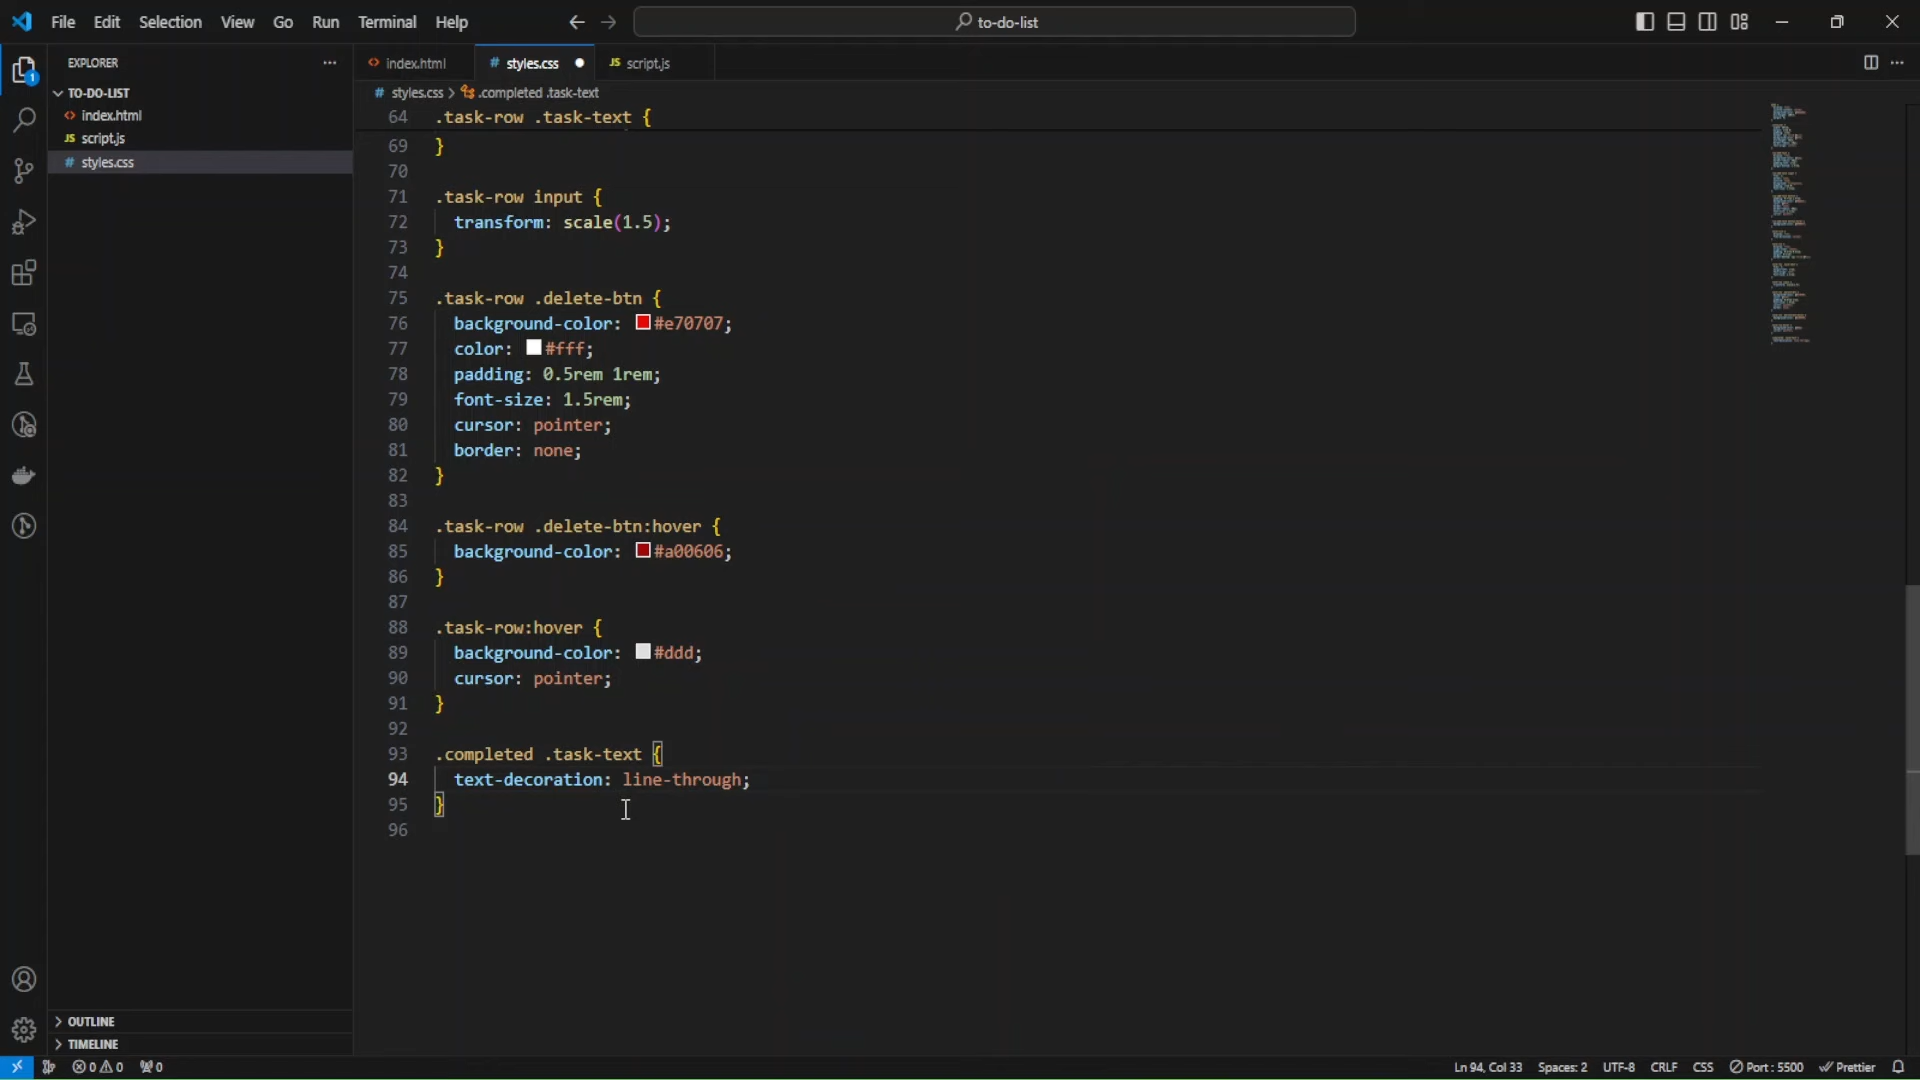 File Edit Selection View Go Run Terminal Help
to-do-list
EXPLORER
TO-DO-LIST
index.html
script.js
styles.css
1
index.html
styles.css
script.js
styles.css > .completed .task-text
64 .task-row .task-text {
69 }
70
71 .task-row input {
72 transform: scale(1.5);
73 }
74
75 .task-row .delete-btn {
76 background-color: #e70707;
77 color: #fff;
78 padding: 0.5rem 1rem;
79 font-size: 1.5rem;
80 cursor: pointer;
81 border: none;
82 }
83
84 .task-row .delete-btn:hover {
85 background-color: #a00606;
86 }
87
88 .task-row:hover {
89 background-color: #ddd;
90 cursor: pointer;
91 }
92
93 .completed .task-text {
94 text-decoration: line-through;
95 }
96
OUTLINE
TIMELINE
0 0 0 Ln 94, Col 33 Spaces: 2 UTF-8 CRLF CSS Port : 5500 Prettier